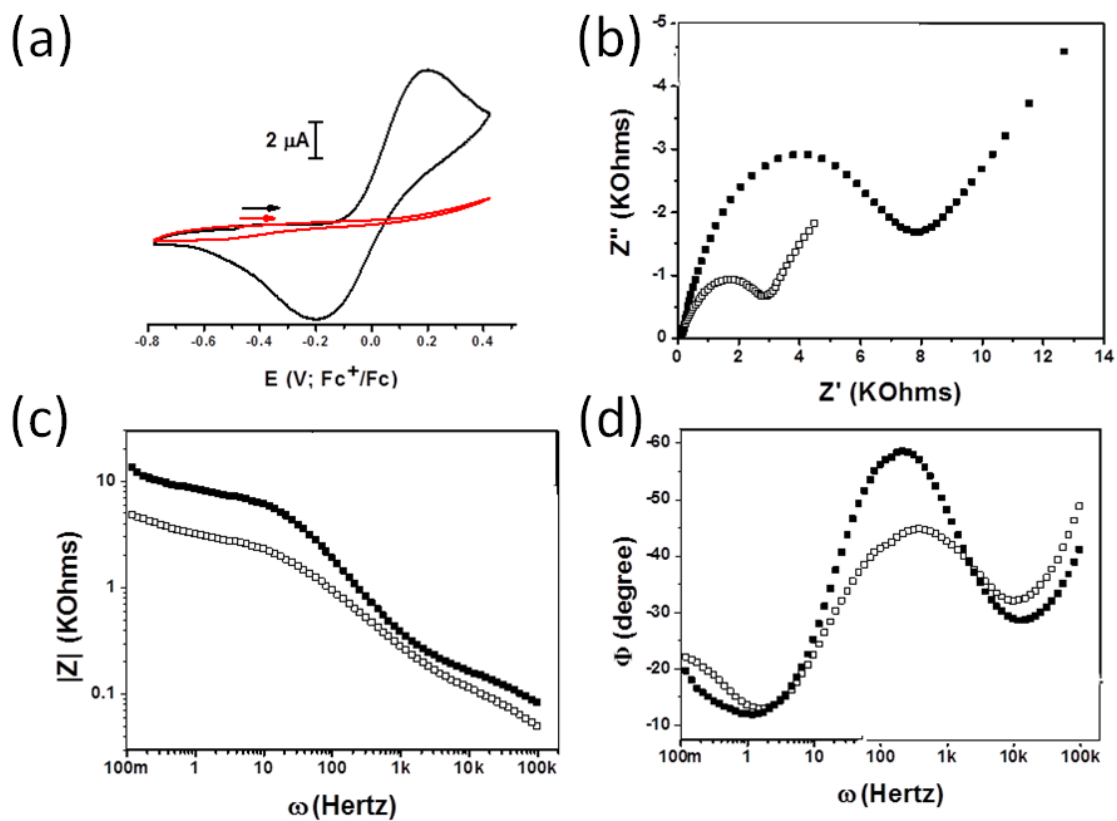 (a)
2 μA
-0.8 -0.6 -0.4 -0.2 0.0 0.2 0.4
E (V; Fc⁺/Fc)
(b)
-5
-4
-3
-2
-1
0
Z'' (KOhms)
0 2 4 6 8 10 12 14
Z' (KOhms)
(c)
10
1
0.1
|Z| (KOhms)
100m 1 10 100 1k 10k 100k
ω (Hertz)
(d)
-60
-50
-40
-30
-20
-10
Φ (degree)
100m 1 10 100 1k 10k 100k
ω (Hertz)